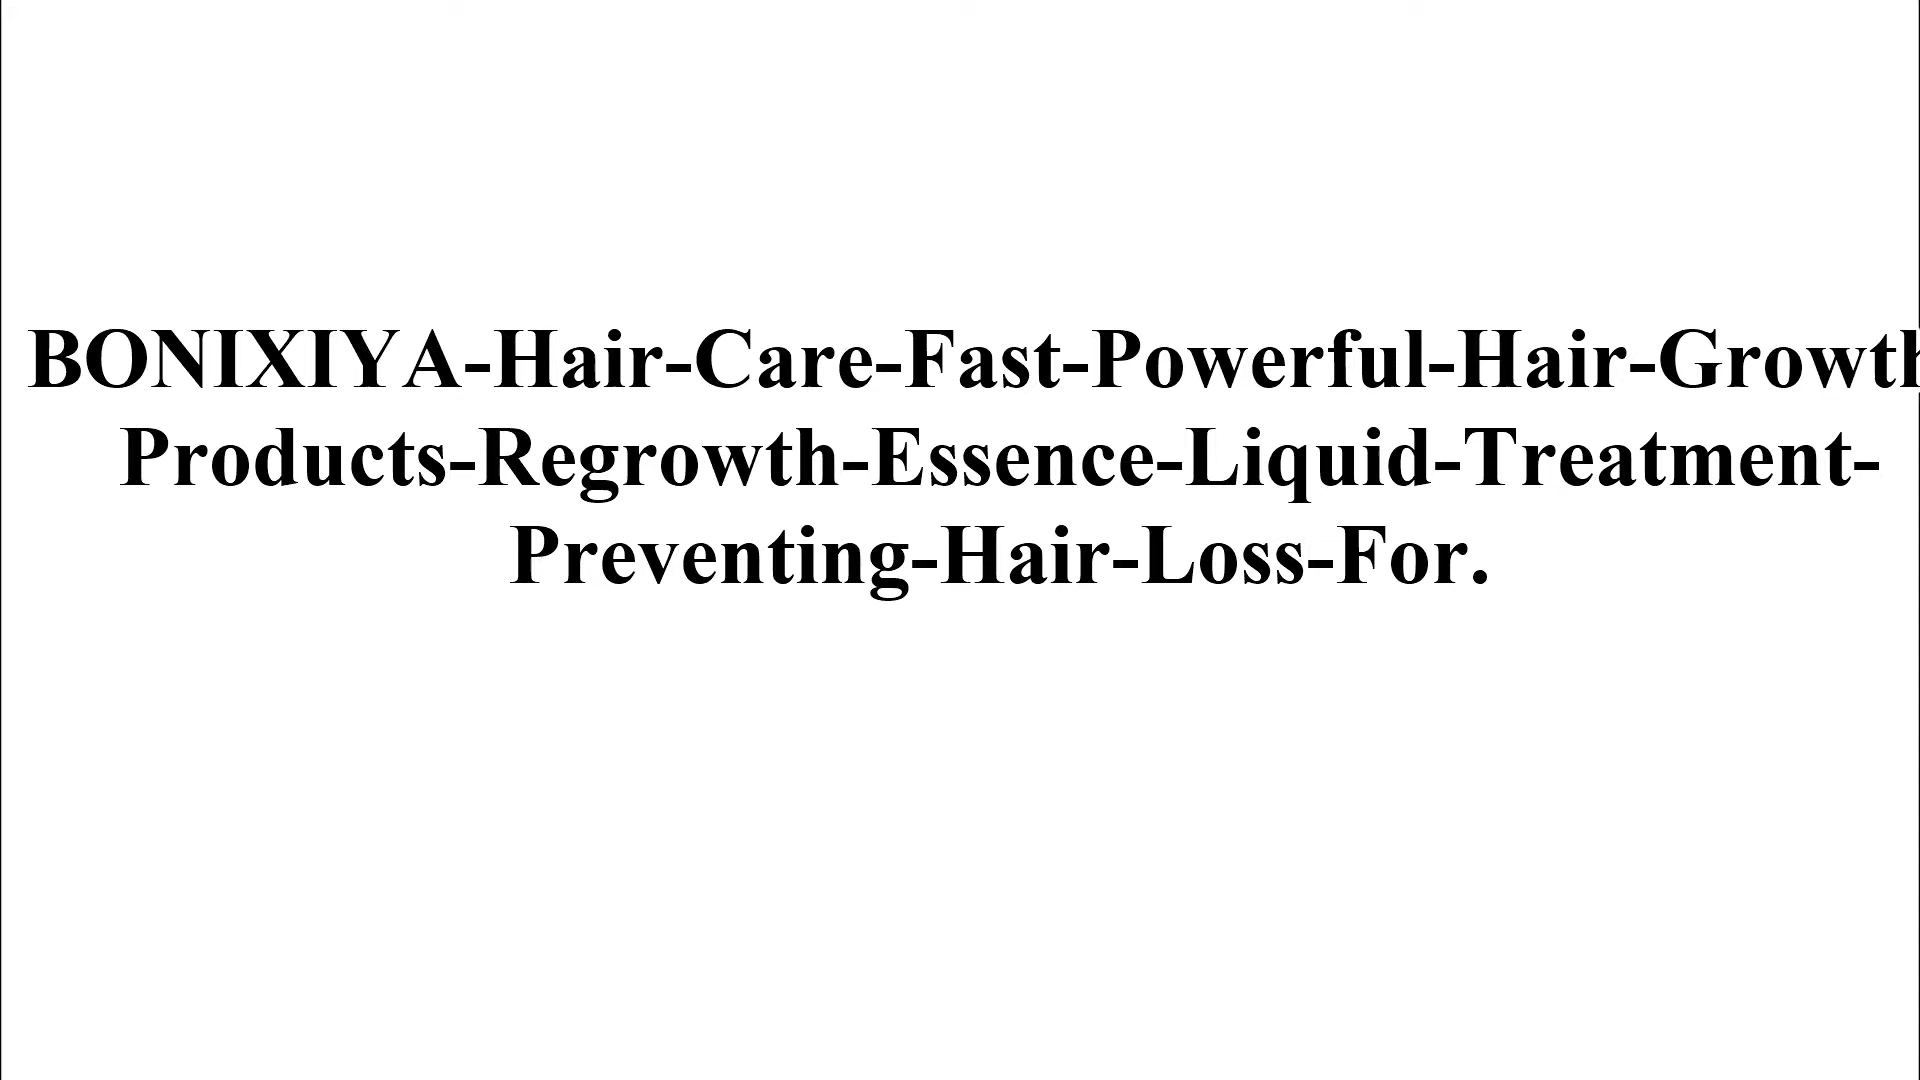 BONIXIYA-Hair-Care-Fast-Powerful-Hair-Growth
Products-Regrowth-Essence-Liquid-Treatment-
Preventing-Hair-Loss-For.